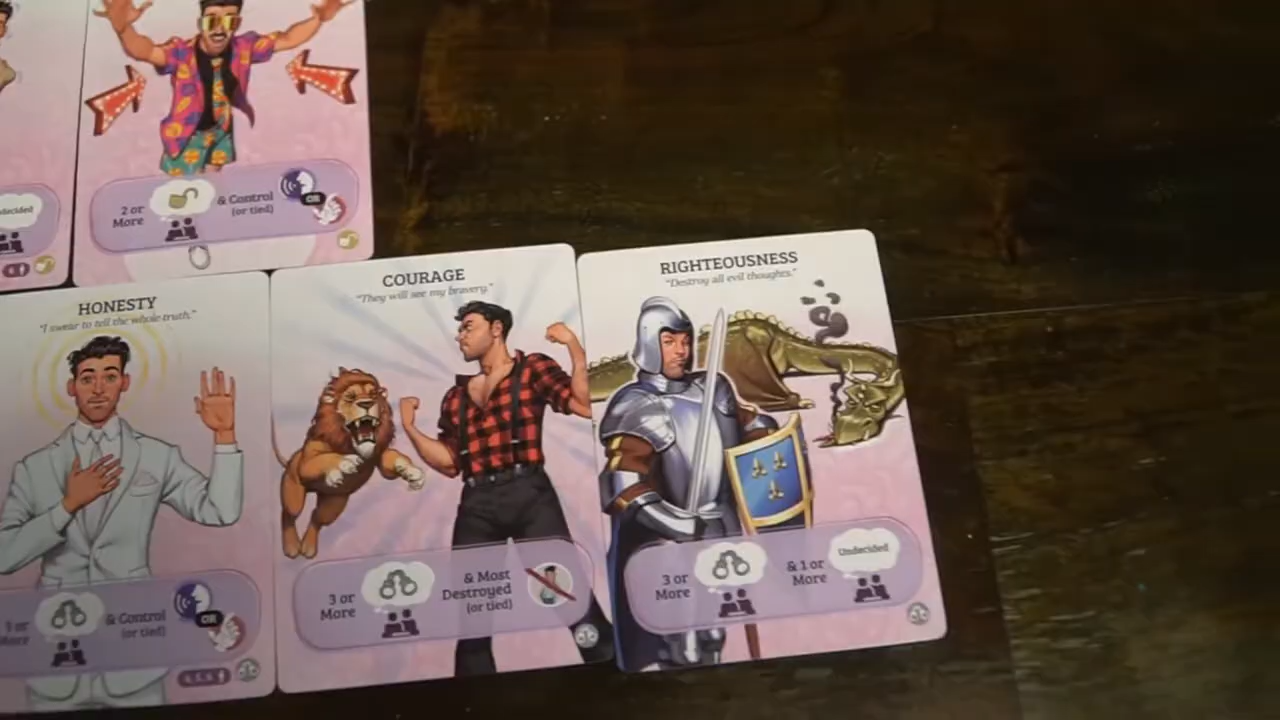 2 or
More
& Control
(or tied)
OR
HONESTY
"I swear to tell the whole truth."
& Control
(or tied)
OR
COURAGE
"They will see my bravery."
3 or
More
& Most
Destroyed
(or tied)
RIGHTEOUSNESS
"Destroy all evil thoughts."
3 or
More
& 1 or
More
Undecided